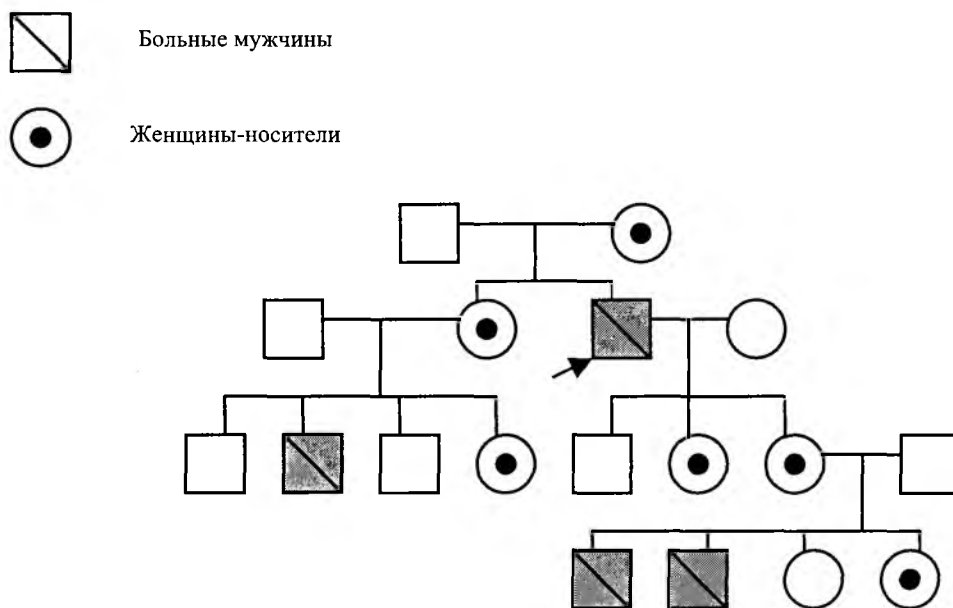 Больные мужчины
Женщины-носители